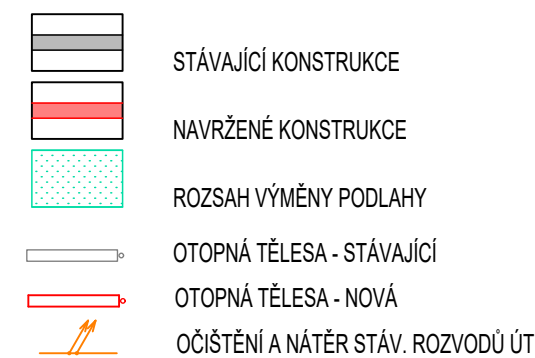 STÁVAJÍCÍ KONSTRUKCE
NAVRŽENÉ KONSTRUKCE
ROZSAH VÝMĚNY PODLAHY
OTOPNÁ TĚLESA - STÁVAJÍCÍ
OTOPNÁ TĚLESA - NOVÁ
OČIŠTĚNÍ A NÁTĚR STÁV. ROZVODŮ ÚT